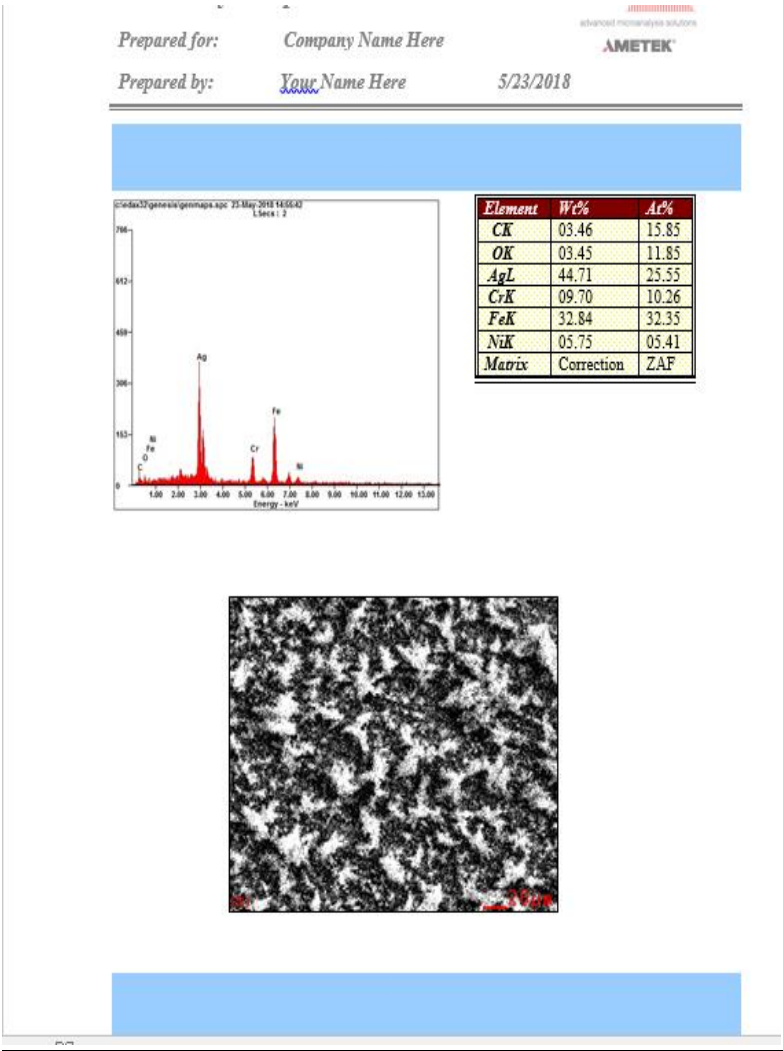 advanced microanalysis solutions
Prepared for: Company Name Here
AMETEK®
Prepared by: Your Name Here 5/23/2018
c:\edax32\genesis\genmaps.spc 23-May-2018 14:55:42
LSecs : 2
766
612
459
306
153
0
Ag
Fe
Cr
Ni
Ni
Fe
O
C
1.00 2.00 3.00 4.00 5.00 6.00 7.00 8.00 9.00 10.00 11.00 12.00 13.00
Energy - keV
Element Wt% At%
CK 03.46 15.85
OK 03.45 11.85
AgL 44.71 25.55
CrK 09.70 10.26
FeK 32.84 32.35
NiK 05.75 05.41
Matrix Correction ZAF